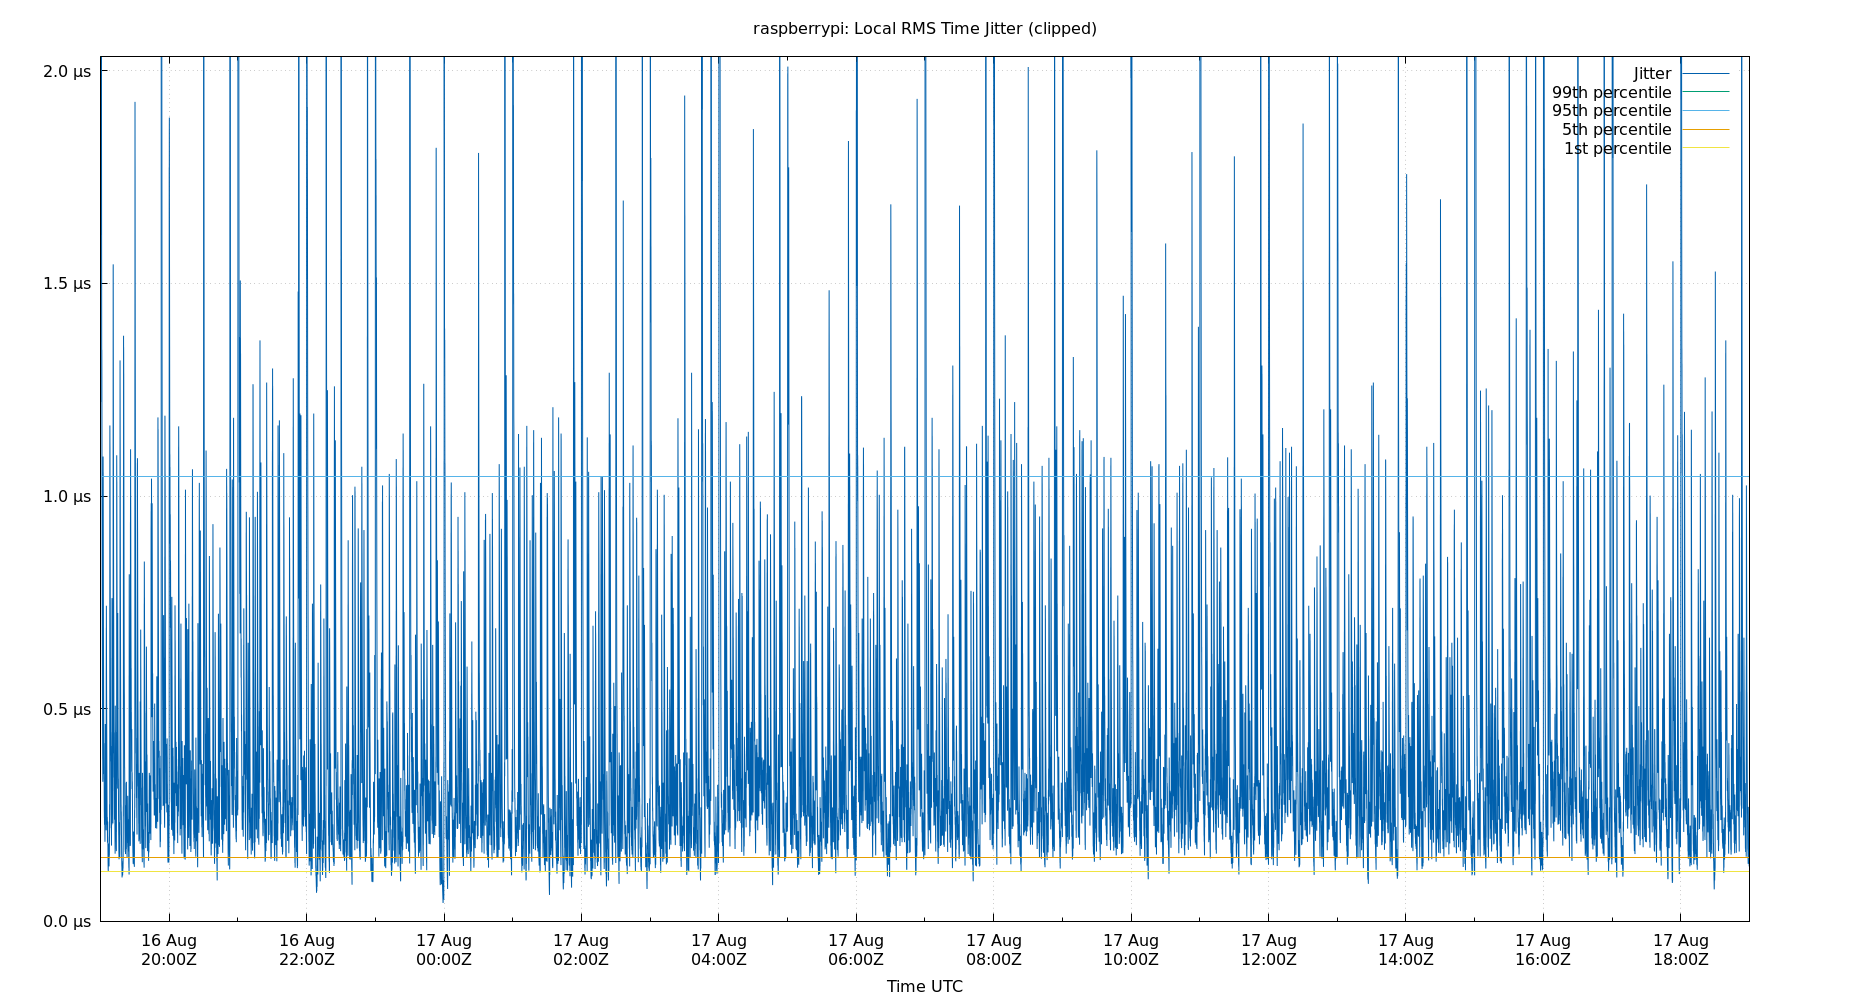 raspberrypi: Local RMS Time Jitter (clipped)
2.0 µs
1.5 µs
1.0 µs
0.5 µs
0.0 µs
Jitter
99th percentile
95th percentile
5th percentile
1st percentile
16 Aug
20:00Z
16 Aug
22:00Z
17 Aug
00:00Z
17 Aug
02:00Z
17 Aug
04:00Z
17 Aug
06:00Z
17 Aug
08:00Z
17 Aug
10:00Z
17 Aug
12:00Z
17 Aug
14:00Z
17 Aug
16:00Z
17 Aug
18:00Z
Time UTC